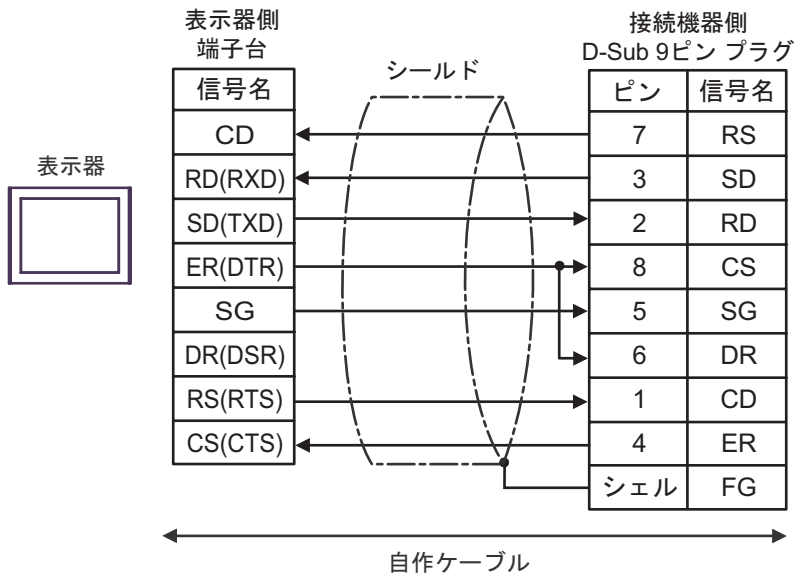 表示器側
端子台
接続機器側
D-Sub 9ピン プラグ
シールド
信号名
ピン 信号名
CD 7 RS
RD(RXD) 3 SD
SD(TXD) 2 RD
ER(DTR) 8 CS
SG 5 SG
DR(DSR) 6 DR
RS(RTS) 1 CD
CS(CTS) 4 ER
シェル FG
表示器
自作ケーブル